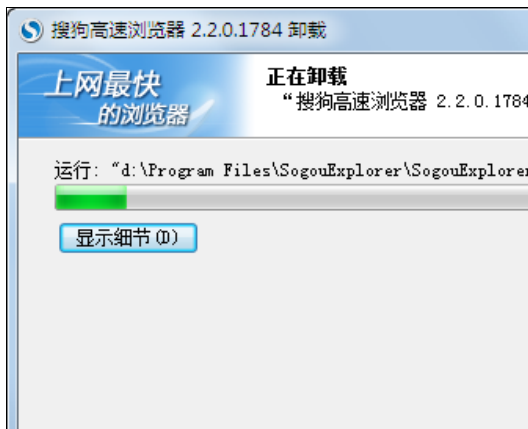 搜狗高速浏览器 2.2.0.1784 卸载
上网最快
的浏览器
正在卸载
“搜狗高速浏览器 2.2.0.1784
运行: “d:\Program Files\SogouExplorer\SogouExplorer
显示细节(D)